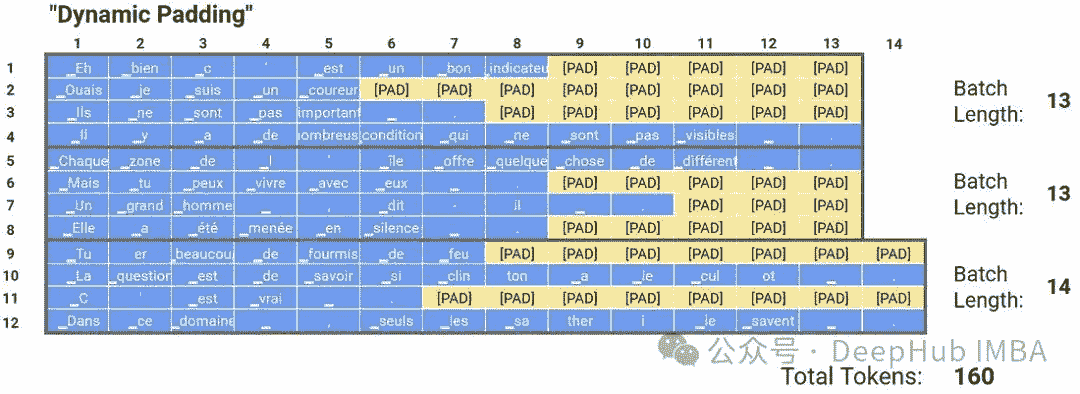 "Dynamic Padding"
1 2 3 4 5 6 7 8 9 10 11 12 13 14
1 _Eh _bien _c ' _est _un _bon _indicateu [PAD] [PAD] [PAD] [PAD] [PAD]
2 _Ouais _je _suis _un _coureur [PAD] [PAD] [PAD] [PAD] [PAD] [PAD] [PAD] [PAD]
Batch
3 _Ils _ne _sont _pas important _ . [PAD] [PAD] [PAD] [PAD] [PAD] [PAD]
Length: 13
4 _Il _y _a _de ombreus condition _qui _ne _sont _pas _visibles _ .
5 _Chaque _zone _de _l ' _île _offre _quelque _chose _de _différent _ .
6 _Mais _tu _peux _vivre _avec _eux _ . [PAD] [PAD] [PAD] [PAD] [PAD]
Batch
7 _Un _grand _homme _ , _dit - il _ . [PAD] [PAD] [PAD]
Length: 13
8 _Elle _a _été _menée _en _silence _ . [PAD] [PAD] [PAD] [PAD] [PAD]
9 _Tu er _beaucou _de _fourmis _de _feu [PAD] [PAD] [PAD] [PAD] [PAD] [PAD] [PAD]
10 _La _question _est _de _savoir _si _clin ton _a _le _cul ot _ .
Batch
11 _C ' _est _vrai _ . [PAD] [PAD] [PAD] [PAD] [PAD] [PAD] [PAD] [PAD]
Length: 14
12 _Dans _ce _domaine _ , _seuls _les _sa ther i _le _savent _ .
公众号 · DeepHub IMBA
Total Tokens: 160